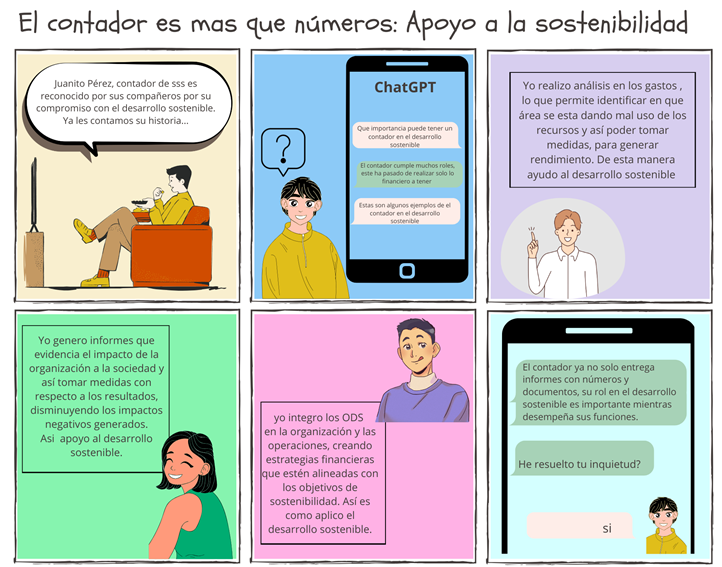 El contador es mas que números: Apoyo a la sostenibilidad
Juanito Pérez, contador de sss es
reconocido por sus compañeros por su
compromiso con el desarrollo sostenible.
Ya les contamos su historia...
?
ChatGPT
Que importancia puede tener un
contador en el desarrollo
sostenible
El contador cumple muchos roles,
este ha pasado de realizar solo lo
financiero a tener
Estas son algunos ejemplos de el
contador en el desarrollo
sostenible
Yo realizo análisis en los gastos ,
lo que permite identificar en que
área se esta dando mal uso de los
recursos y así poder tomar
medidas, para generar
rendimiento. De esta manera
ayudo al desarrollo sostenible
Yo genero informes que
evidencia el impacto de la
organización a la sociedad y
así tomar medidas con
respecto a los resultados,
disminuyendo los impactos
negativos generados.
Asi apoyo al desarrollo
sostenible.
yo integro los ODS
en la organización y las
operaciones, creando
estrategias financieras
que estén alineadas con
los objetivos de
sostenibilidad. Así es
como aplico el
desarrollo sostenible.
El contador ya no solo entrega
informes con números y
documentos, su rol en el desarrollo
sostenible es importante mientras
desempeña sus funciones.
He resuelto tu inquietud?
si